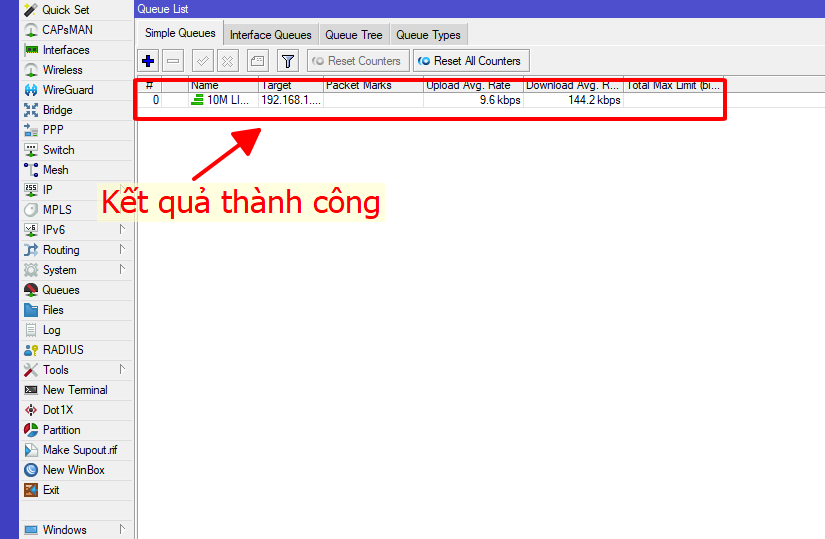 Quick Set
CAPsMAN
Interfaces
Wireless
WireGuard
Bridge
PPP
Switch
Mesh
255 IP
MPLS
v6 IPv6
Routing
System
Queues
Files
Log
RADIUS
Tools
New Terminal
Dot1X
Partition
Make Supout.rif
New WinBox
Exit
Windows
Queue List
Simple Queues Interface Queues Queue Tree Queue Types
Reset Counters Reset All Counters
# Name Target Packet Marks Upload Avg. Rate Download Avg. R... Total Max Limit (bi...
0 10M LI... 192.168.1.... 9.6 kbps 144.2 kbps
Kết quả thành công